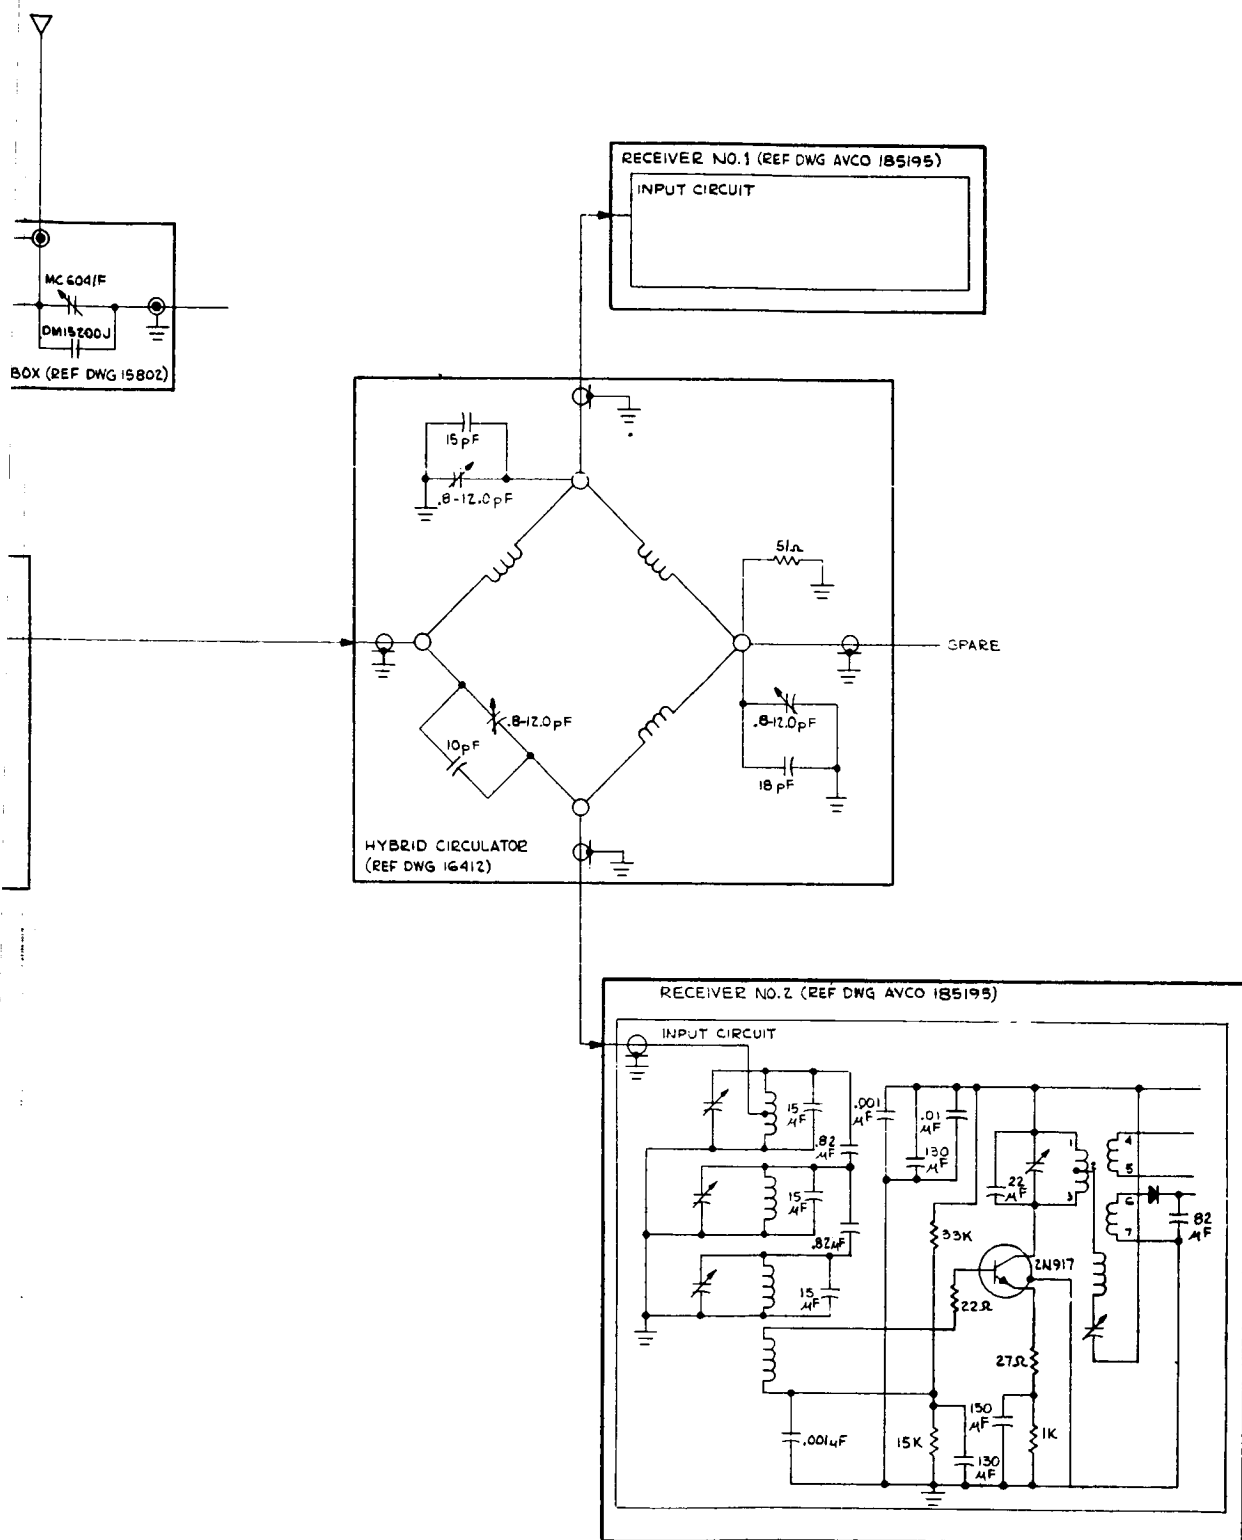 RECEIVER NO.1 (REF DWG AVCO 185195)
INPUT CIRCUIT
MC604/F
DM15200J
BOX (REF DWG 15802)
15pF
.8-12.0pF
51Ω
SPARE
.8-12.0pF
10pF
.8-12.0pF
18pF
HYBRID CIRCULATOR
(REF DWG 16412)
RECEIVER NO.2 (REF DWG AVCO 185195)
INPUT CIRCUIT
15
μF
.001
μF
.01
μF
.82
μF
130
μF
1
2
3
4
5
6
7
22
μF
15
μF
82
μF
.82μF
33K
2N917
15
μF
22Ω
27Ω
150
μF
.001μF
15K
1K
130
μF